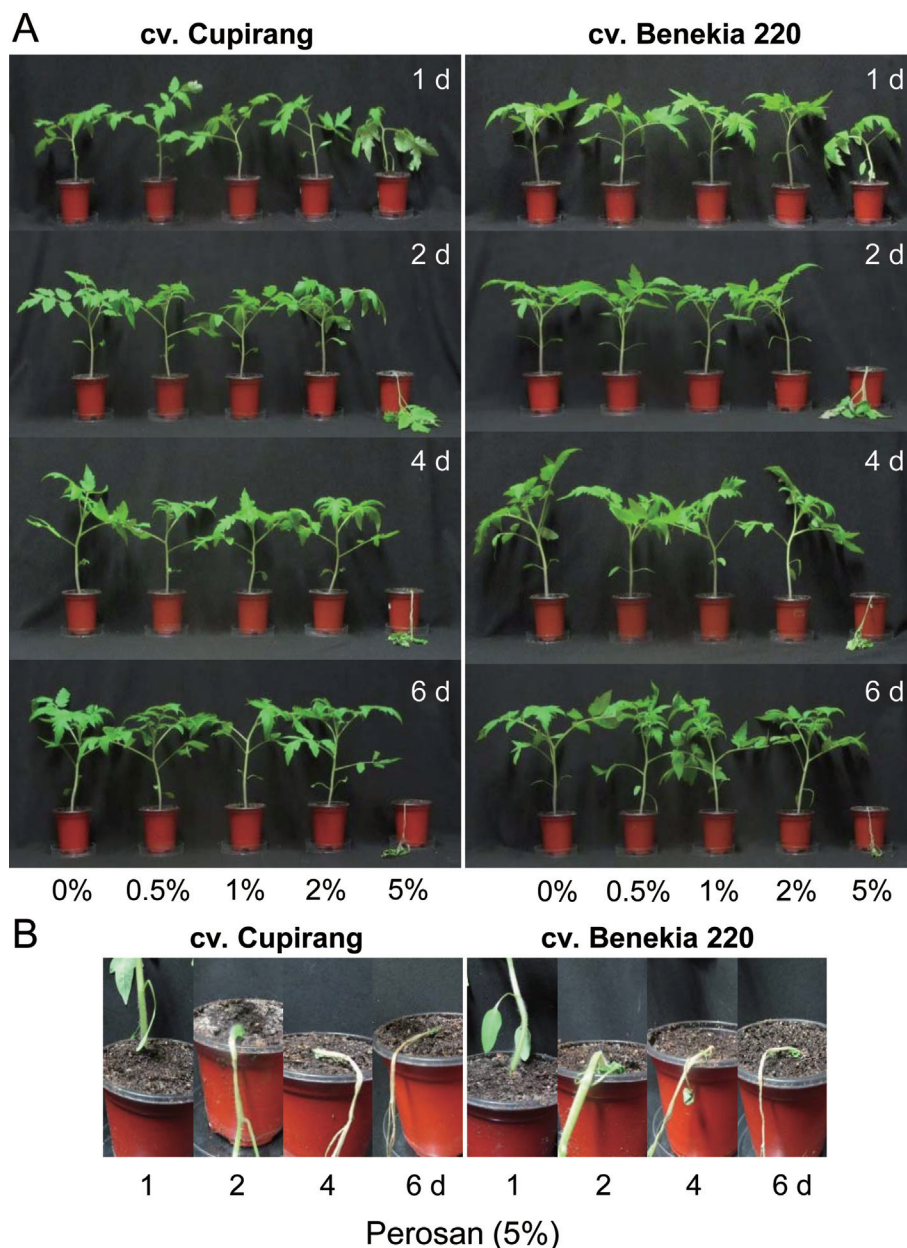 A
cv. Cupirang
cv. Benekia 220
1 d
1 d
2 d
2 d
4 d
4 d
6 d
6 d
0% 0.5% 1% 2% 5%
0% 0.5% 1% 2% 5%
B
cv. Cupirang
cv. Benekia 220
1 2 4 6 d
1 2 4 6 d
Perosan (5%)